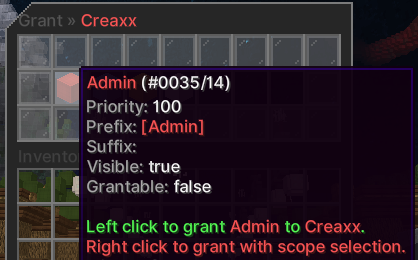 Grant » Creaxx
Admin (#0035/14)
Priority: 100
Prefix: [Admin]
Suffix:
Visible: true
Grantable: false
Left click to grant Admin to Creaxx.
Right click to grant with scope selection.
Invento